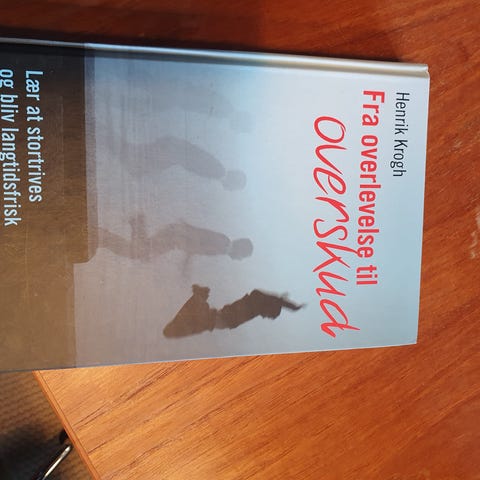 Henrik Krogh
Fra overlevelse til
overskud
Lær at stortrives
og bliv langtidsfrisk